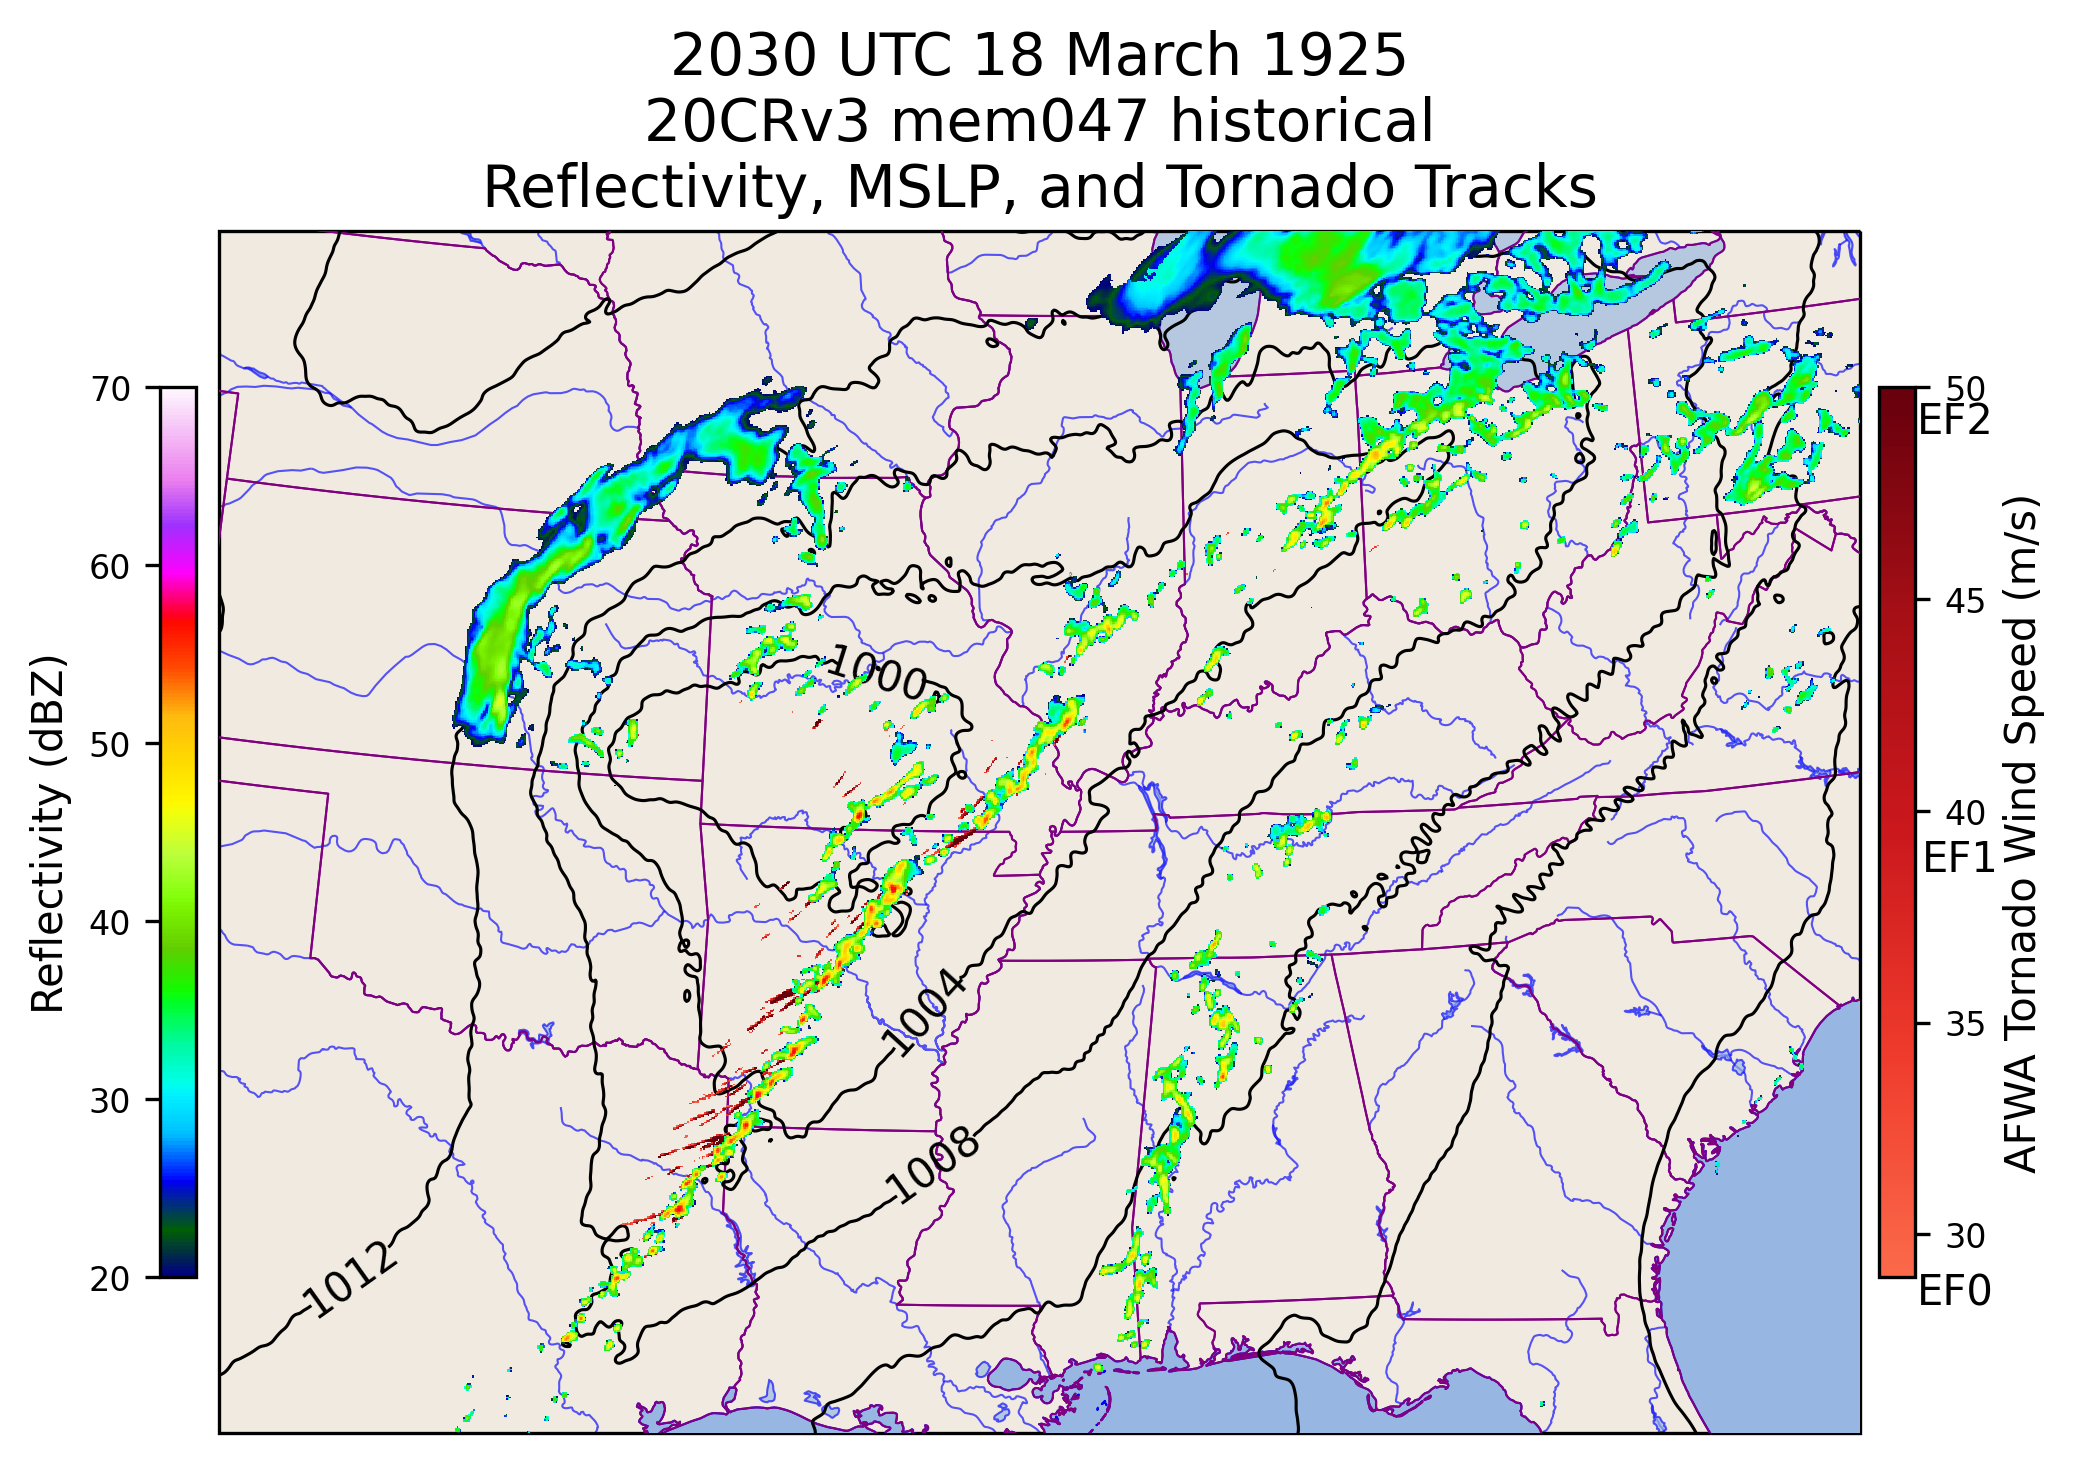 2030 UTC 18 March 1925
20CRv3 mem047 historical
Reflectivity, MSLP, and Tornado Tracks
70
60
50
40
30
20
Reflectivity (dBZ)
1000
1004
1008
1012
50
EF2
45
40
EF1
35
30
EF0
AFWA Tornado Wind Speed (m/s)